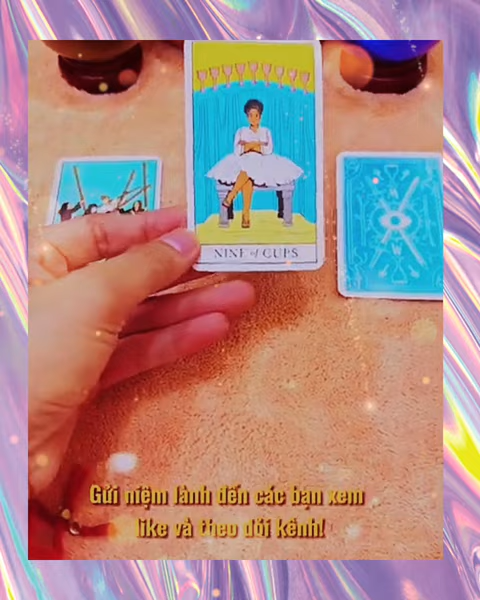 NINE of CUPS
Gửi niệm lành đến các bạn xem
like và theo dõi kênh!